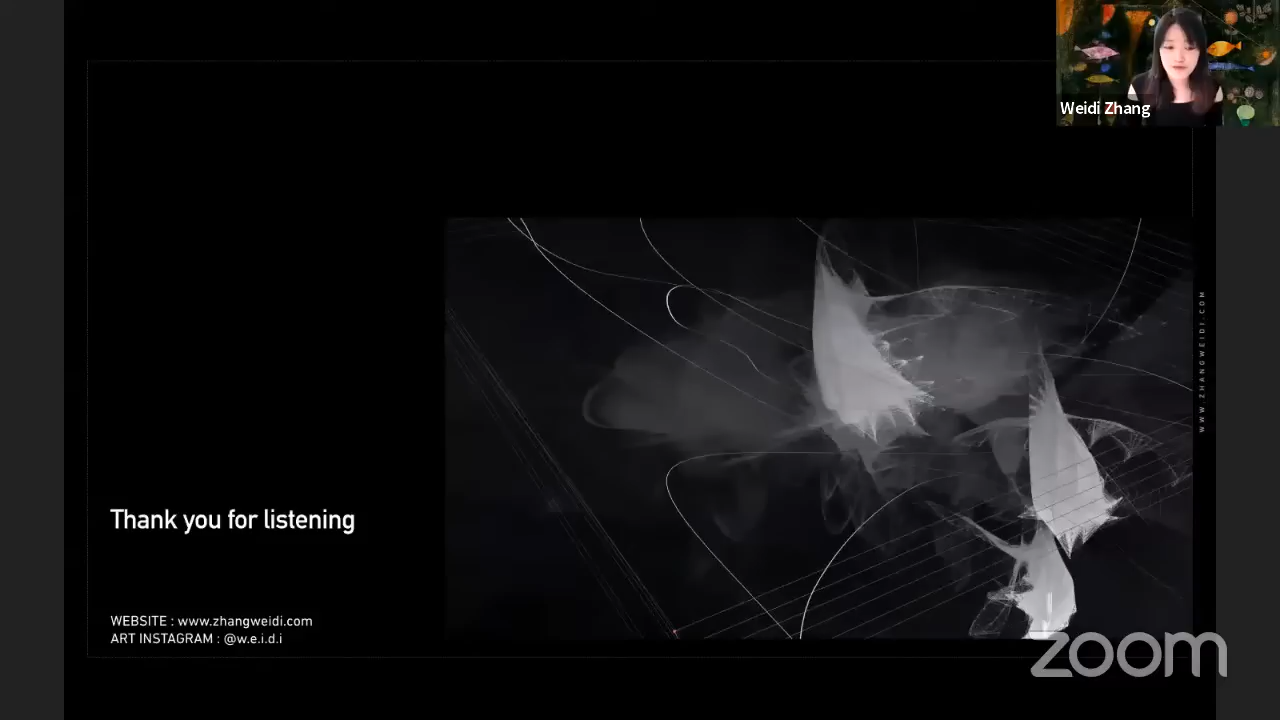 Weidi Zhang
WWW.ZHANGWEIDI.COM
Thank you for listening
WEBSITE : www.zhangweidi.com
ART INSTAGRAM : @w.e.i.d.i
zoom